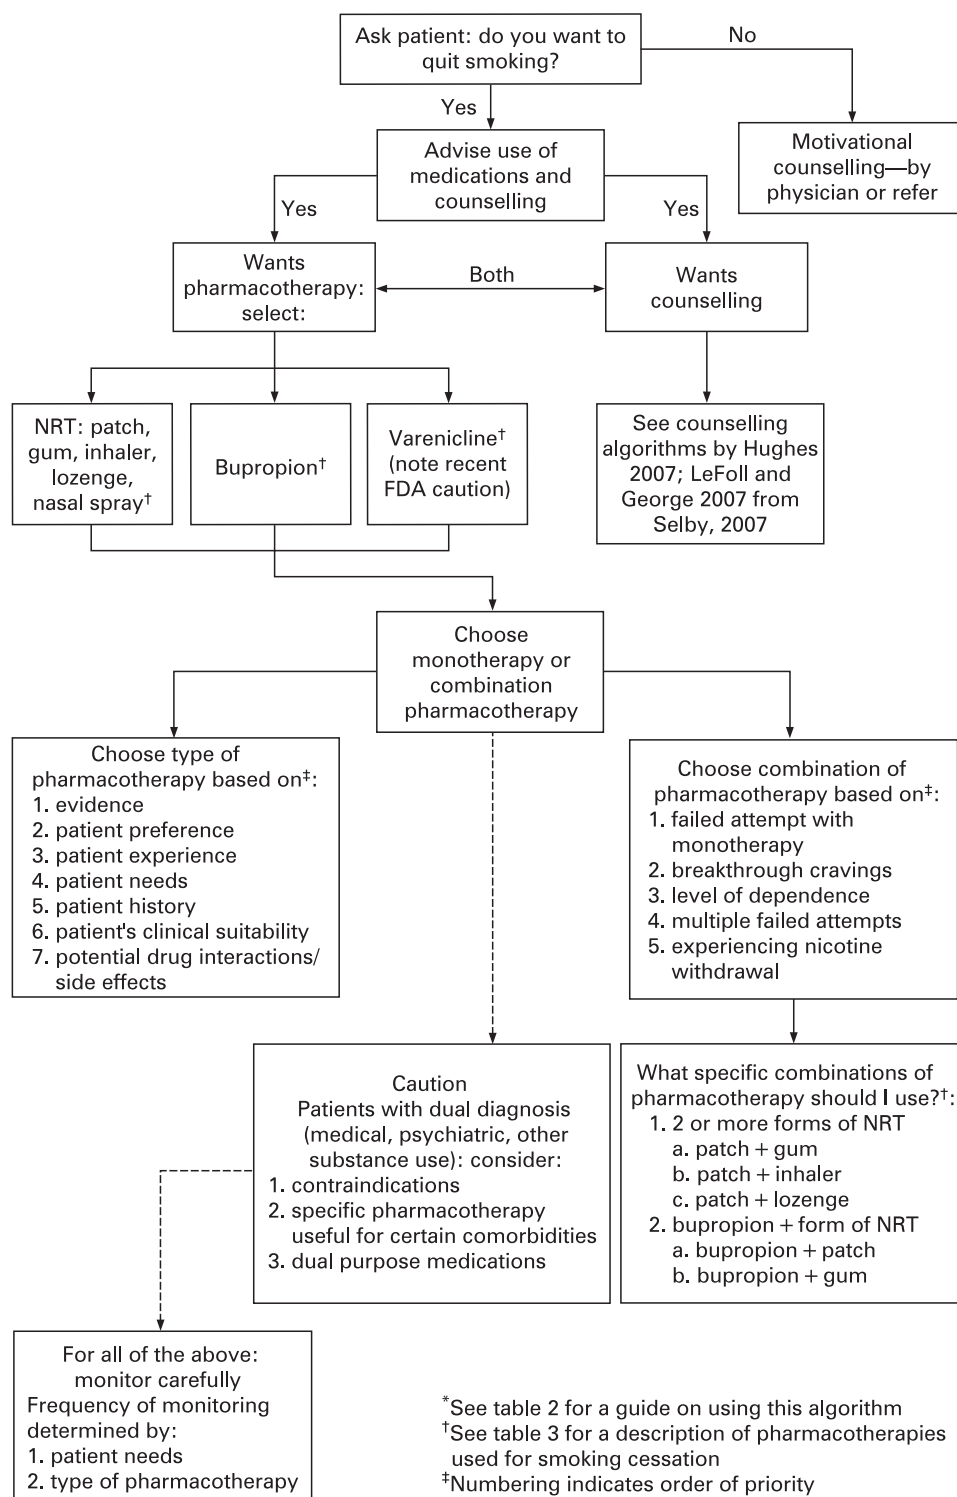 Ask patient: do you want to
quit smoking?
No
Yes
Motivational
counselling—by
physician or refer
Advise use of
medications and
counselling
Yes
Yes
Wants
pharmacotherapy:
select:
Both
Wants
counselling
NRT: patch,
gum, inhaler,
lozenge,
nasal spray†
Bupropion†
Varenicline†
(note recent
FDA caution)
See counselling
algorithms by Hughes
2007; LeFoll and
George 2007 from
Selby, 2007
Choose
monotherapy or
combination
pharmacotherapy
Choose type of
pharmacotherapy based on‡:
1. evidence
2. patient preference
3. patient experience
4. patient needs
5. patient history
6. patient's clinical suitability
7. potential drug interactions/
side effects
Choose combination of
pharmacotherapy based on‡:
1. failed attempt with
monotherapy
2. breakthrough cravings
3. level of dependence
4. multiple failed attempts
5. experiencing nicotine
withdrawal
Caution
Patients with dual diagnosis
(medical, psychiatric, other
substance use): consider:
1. contraindications
2. specific pharmacotherapy
useful for certain comorbidities
3. dual purpose medications
What specific combinations of
pharmacotherapy should I use?†:
1. 2 or more forms of NRT
a. patch + gum
b. patch + inhaler
c. patch + lozenge
2. bupropion + form of NRT
a. bupropion + patch
b. bupropion + gum
For all of the above:
monitor carefully
Frequency of monitoring
determined by:
1. patient needs
2. type of pharmacotherapy
*See table 2 for a guide on using this algorithm
†See table 3 for a description of pharmacotherapies
used for smoking cessation
‡Numbering indicates order of priority